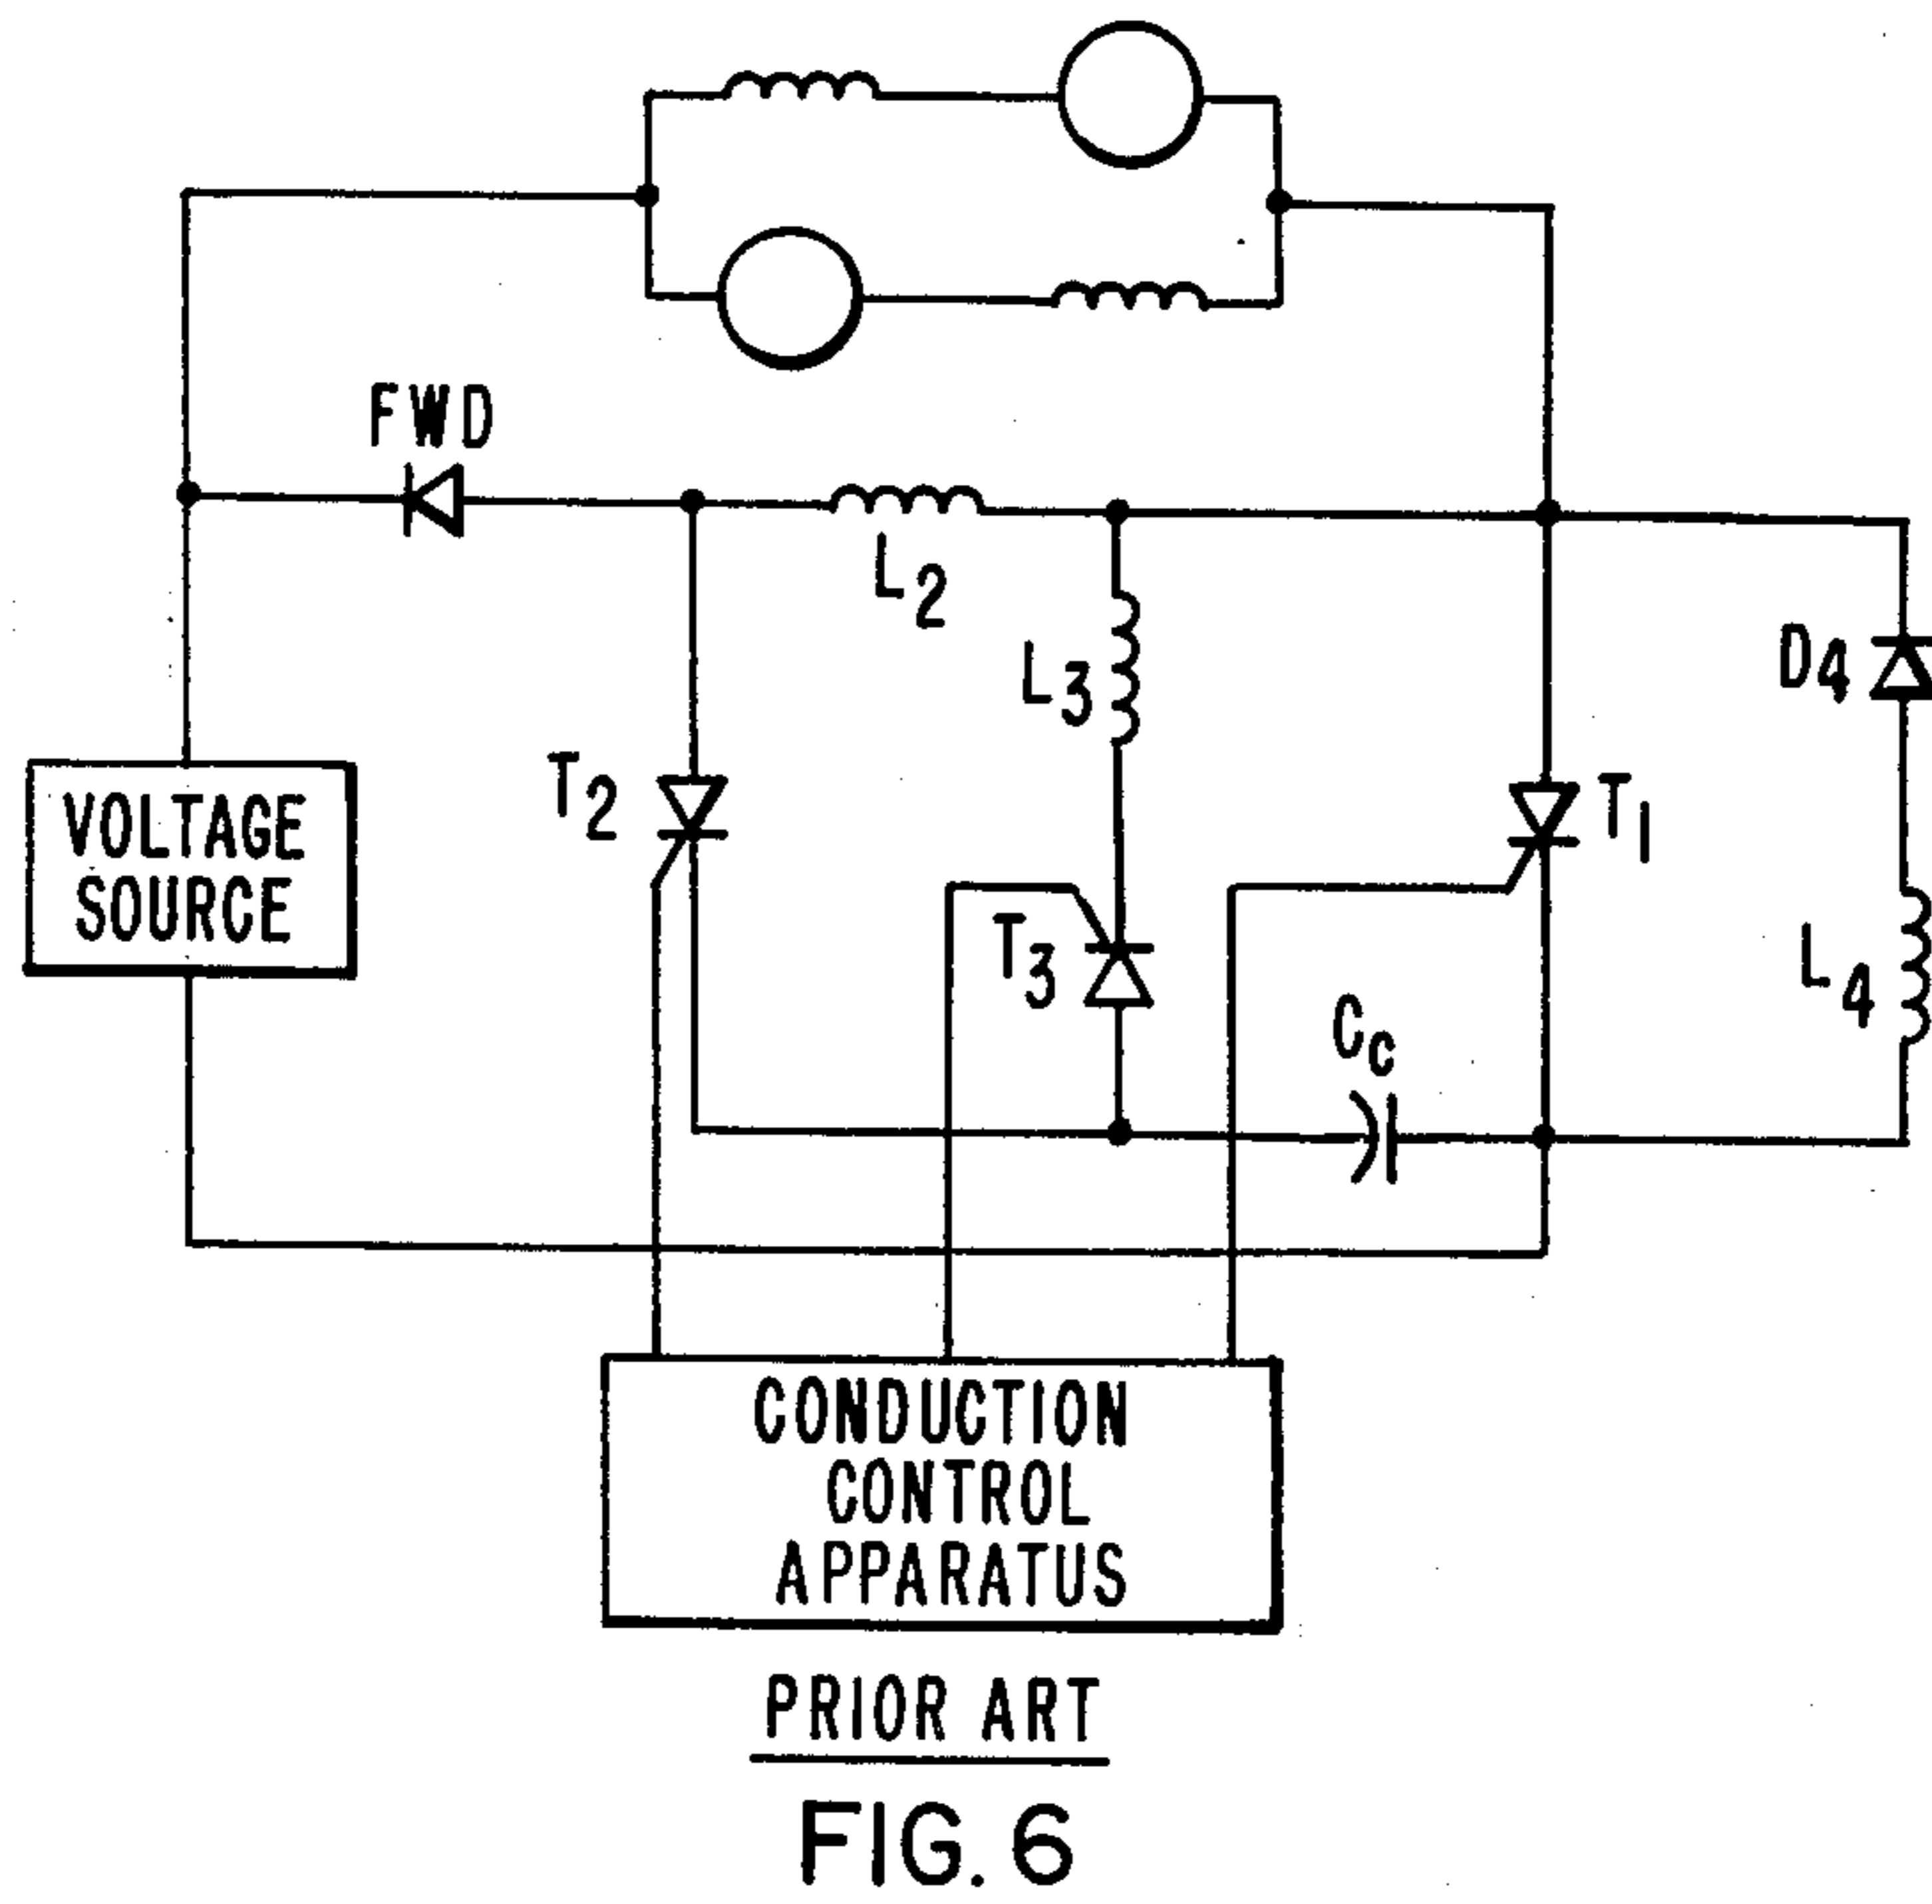 FWD
L2
L3
D4
T2
T1
VOLTAGE
SOURCE
T3
L4
Cc
CONDUCTION
CONTROL
APPARATUS
PRIOR ART
FIG. 6